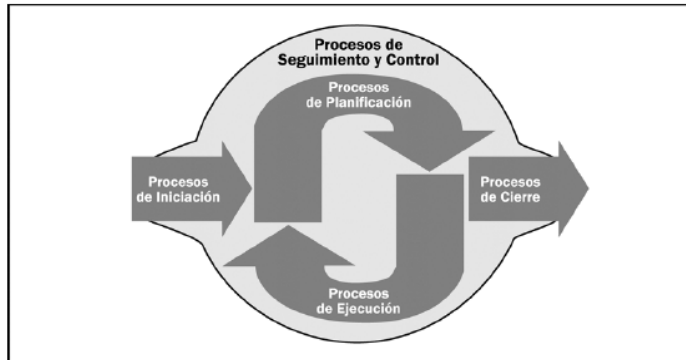 Procesos de
Seguimiento y Control
Procesos
de Planificación
Procesos
de Iniciación
Procesos
de Cierre
Procesos
de Ejecución